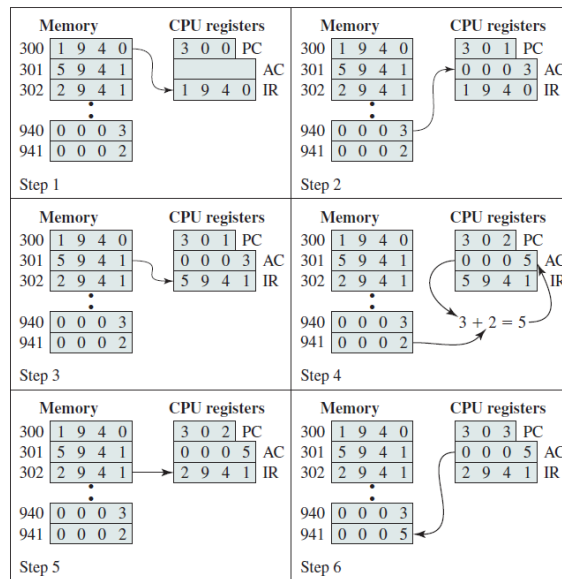 Memory CPU registers
300 1 9 4 0 3 0 0 PC
301 5 9 4 1 AC
302 2 9 4 1 1 9 4 0 IR
940 0 0 0 3
941 0 0 0 2
Step 1
Memory CPU registers
300 1 9 4 0 3 0 1 PC
301 5 9 4 1 0 0 0 3 AC
302 2 9 4 1 1 9 4 0 IR
940 0 0 0 3
941 0 0 0 2
Step 2
Memory CPU registers
300 1 9 4 0 3 0 1 PC
301 5 9 4 1 0 0 0 3 AC
302 2 9 4 1 5 9 4 1 IR
940 0 0 0 3
941 0 0 0 2
Step 3
Memory CPU registers
300 1 9 4 0 3 0 2 PC
301 5 9 4 1 0 0 0 5 AC
302 2 9 4 1 5 9 4 1 IR
940 0 0 0 3 3 + 2 = 5
941 0 0 0 2
Step 4
Memory CPU registers
300 1 9 4 0 3 0 2 PC
301 5 9 4 1 0 0 0 5 AC
302 2 9 4 1 2 9 4 1 IR
940 0 0 0 3
941 0 0 0 2
Step 5
Memory CPU registers
300 1 9 4 0 3 0 3 PC
301 5 9 4 1 0 0 0 5 AC
302 2 9 4 1 2 9 4 1 IR
940 0 0 0 3
941 0 0 0 5
Step 6